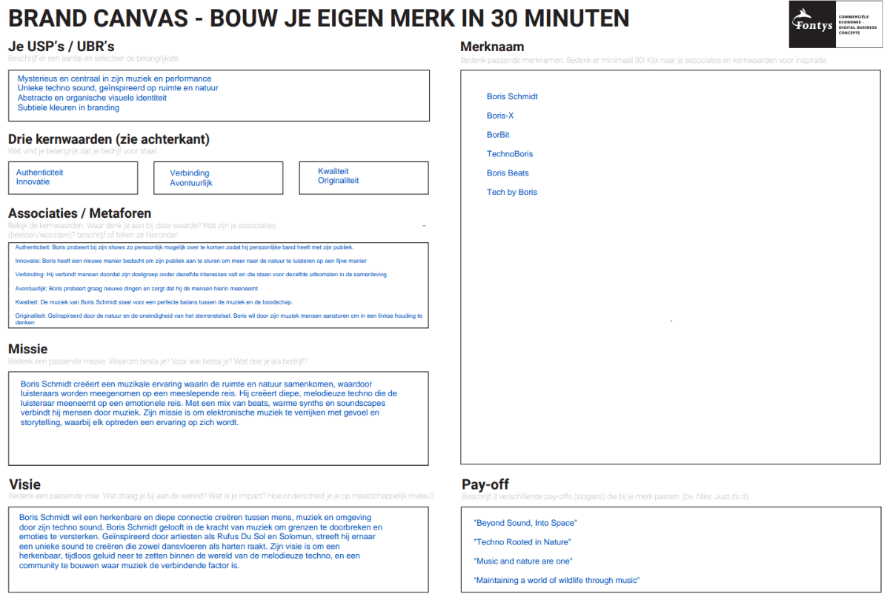 BRAND CANVAS - BOUW JE EIGEN MERK IN 30 MINUTEN
Fontys
COMMERCIËLE
ECONOMIE -
DIGITAL BUSINESS
CONCEPTS
Je USP's / UBR's
Beschrijf er een aantal en selecteer de belangrijkste
Mysterieus en centraal in zijn muziek en performance
Unieke techno sound, geïnspireerd op ruimte en natuur
Abstracte en organische visuele identiteit
Subtiele kleuren in branding
Drie kernwaarden (zie achterkant)
Wat vind je belangrijk dat je bedrijf voor staat
Authenticiteit
Innovatie
Verbinding
Avontuurlijk
Kwaliteit
Originaliteit
Associaties / Metaforen
Bekijk de kernwaarden. Waar denk je aan bij deze waarde? Wat zijn je associaties
(beelden/woorden)? beschrijf of teken ze hieronder.
Authenticiteit: Boris probeert bij zijn shows zo persoonlijk mogelijk over te komen zodat hij persoonlijke band heeft met zijn publiek.
Innovatie: Boris heeft een nieuwe manier bedacht om zijn publiek aan te sturen om meer naar de natuur te luisteren op een fijne manier
Verbinding: Hij verbindt mensen doordat zijn doelgroep onder dezelfde interesses valt en die staan voor dezelfde uitkomsten in de samenleving
Avontuurlijk: Boris probeert graag nieuwe dingen en zorgt dat hij de mensen hierin meeneemt
Kwaliteit: De muziek van Boris Schmidt staat voor een perfecte balans tussen de muziek en de boodschap.
Originaliteit: Geïnspireerd door de natuur en de oneindigheid van het sterrenstelsel. Boris wil door zijn muziek mensen aansturen om in een linkse houding te
denken
Missie
Bedenk een passende missie. Waarom besta je? Voor wie besta je? Wat doe je als bedrijf?
Boris Schmidt creëert een muzikale ervaring waarin de ruimte en natuur samenkomen, waardoor
luisteraars worden meegenomen op een meeslepende reis. Hij creëert diepe, melodieuze techno die de
luisteraar meeneemt op een emotionele reis. Met een mix van beats, warme synths en soundscapes
verbindt hij mensen door muziek. Zijn missie is om elektronische muziek te verrijken met gevoel en
storytelling, waarbij elk optreden een ervaring op zich wordt.
Visie
Bedenk een passende visie. Wat draag je bij aan de wereld? Wat is je impact? Hoe onderscheid je je op maatschappelijk niveau?
Boris Schmidt wil een herkenbare en diepe connectie creëren tussen mens, muziek en omgeving
door zijn techno sound. Boris Schmidt gelooft in de kracht van muziek om grenzen te doorbreken en
emoties te versterken. Geïnspireerd door artiesten als Rufus Du Sol en Solomun, streeft hij ernaar
een unieke sound te creëren die zowel dansvloeren als harten raakt. Zijn visie is om een
herkenbaar, tijdloos geluid neer te zetten binnen de wereld van de melodieuze techno, en een
community te bouwen waar muziek de verbindende factor is.
Merknaam
Bedenk passende merknamen. Bedenk er minimaal 30! Kijk naar je associaties en kernwaarden voor inspiratie.
Boris Schmidt
Boris-X
BorBit
TechnoBoris
Boris Beats
Tech by Boris
Pay-off
Beschrijf 3 verschillende pay-offs (slogans) die bij je merk passen. (bv. Nike: Just do it).
"Beyond Sound, Into Space"
"Techno Rooted in Nature"
"Music and nature are one"
"Maintaining a world of wildlife through music"